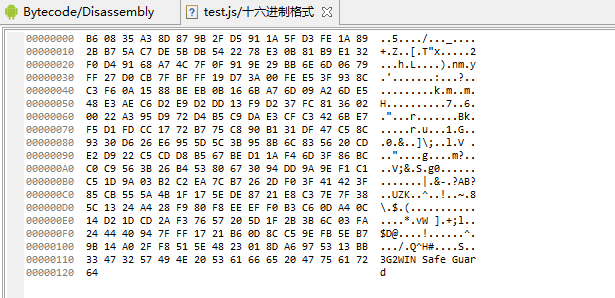 Bytecode/Disassembly test.js/十六进制格式
00000000 B6 08 35 A3 8D 87 9B 2F D5 91 1A 5F D3 FE 1A 89 ..5..../..._....
00000010 2B B7 5A C7 DE 5B DB 54 22 78 E3 0B 81 B9 E1 32 +.Z..[.T"x.....2
00000020 F0 D4 91 68 A7 4C 7F 0F 91 9E 29 BB 6E 6D 06 79 ...h.L....).nm.y
00000030 FF 27 D0 CB 7F BF FF 19 D7 3A 00 FE E5 3F 93 8C .'.......:...?..
00000040 C3 F6 0A 15 88 BE EB 0B 16 6B A7 6D 09 A2 6D E5 .........k.m..m.
00000050 48 E3 AE C6 D2 E9 D2 DD 13 F9 D2 37 FC 81 36 02 H..........7..6.
00000060 00 22 A3 95 D9 72 D4 B5 C9 DA E3 CF C3 42 6B E7 ."...r.......Bk.
00000070 F5 D1 FD CC 17 72 B7 75 C8 90 B1 31 DF 47 C5 8C .....r.u...1.G..
00000080 93 30 D6 26 E6 95 5D 5C 3B 95 8B 6C 83 56 20 CD .0.&..]\;..l.V .
00000090 E2 D9 22 C5 CD D8 B5 67 BE D1 1A AF 6D 3F 86 BC .."....g....m?..
000000A0 C0 C9 56 3B 26 B4 53 80 67 30 94 DD 9A 9E F1 C1 ..V;&.S.g0......
000000B0 C5 1D 9A 03 B2 C2 EA 7C B7 26 2D F0 3F 41 42 3F .......|.&-.?AB?
000000C0 85 CB 55 5A 4B 1F 17 5E DE 87 21 E8 C3 7E 7F 38 ..UZK..^..!..~.8
000000D0 5C 13 24 A4 28 F9 80 F8 EE EF F0 B3 C6 0D A4 0C \.$.(...........
000000E0 14 D2 1D CD 2A F3 76 57 20 5D 1F 2B 3B 6C 03 FA ....*.vW ].+;l..
000000F0 24 44 40 94 7F FF 17 21 B6 0D 8C C5 9E FB 5E B7 $D@....!......^.
00000100 9B 14 A0 2F F8 51 5E 48 23 01 8D A6 97 53 13 BB .../.Q^H#....S..
00000110 33 47 32 57 49 4E 20 53 61 66 65 20 47 75 61 72 3G2WIN Safe Guar
00000120 64 d